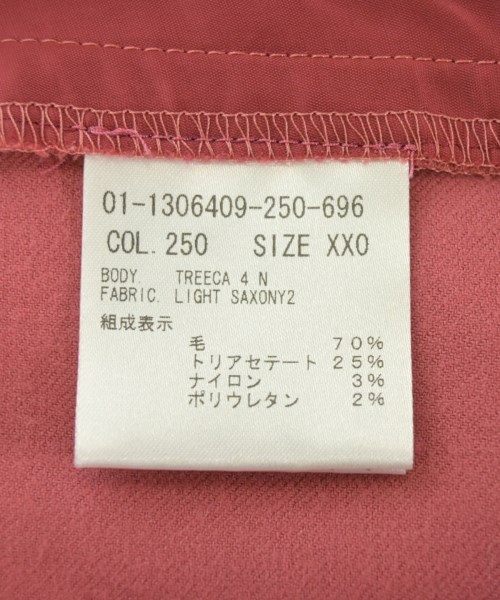 01-1306409-250-696
COL. 250 SIZE XXO
BODY. TREECA 4 N
FABRIC. LIGHT SAXONY2
組成表示
毛 70%
トリアセテート 25%
ナイロン 3%
ポリウレタン 2%